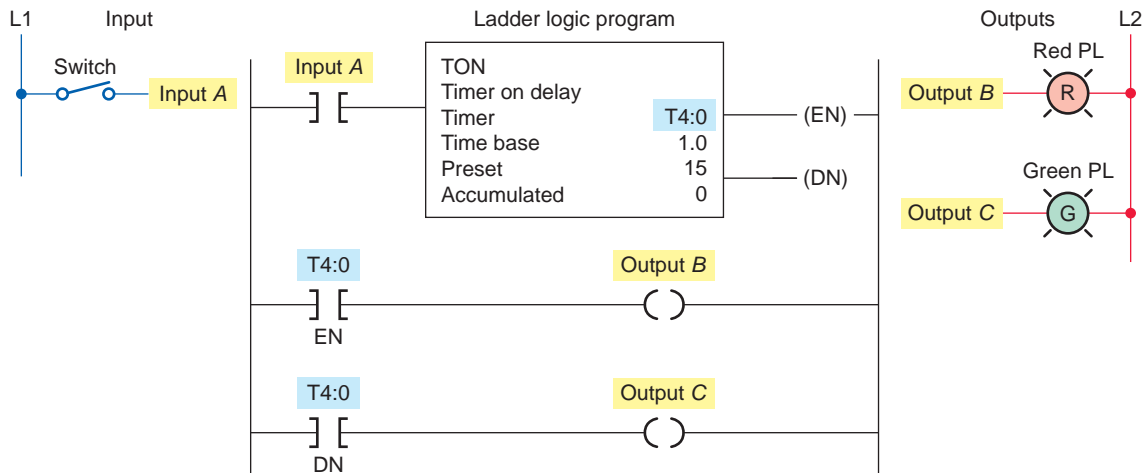 L1 Input Ladder logic program Outputs L2
Switch
Input A
Input A
TON
Timer on delay
Timer T4:0
Time base 1.0
Preset 15
Accumulated 0
(EN)
(DN)
T4:0
EN
Output B
T4:0
DN
Output C
Red PL
Output B
R
Green PL
Output C
G